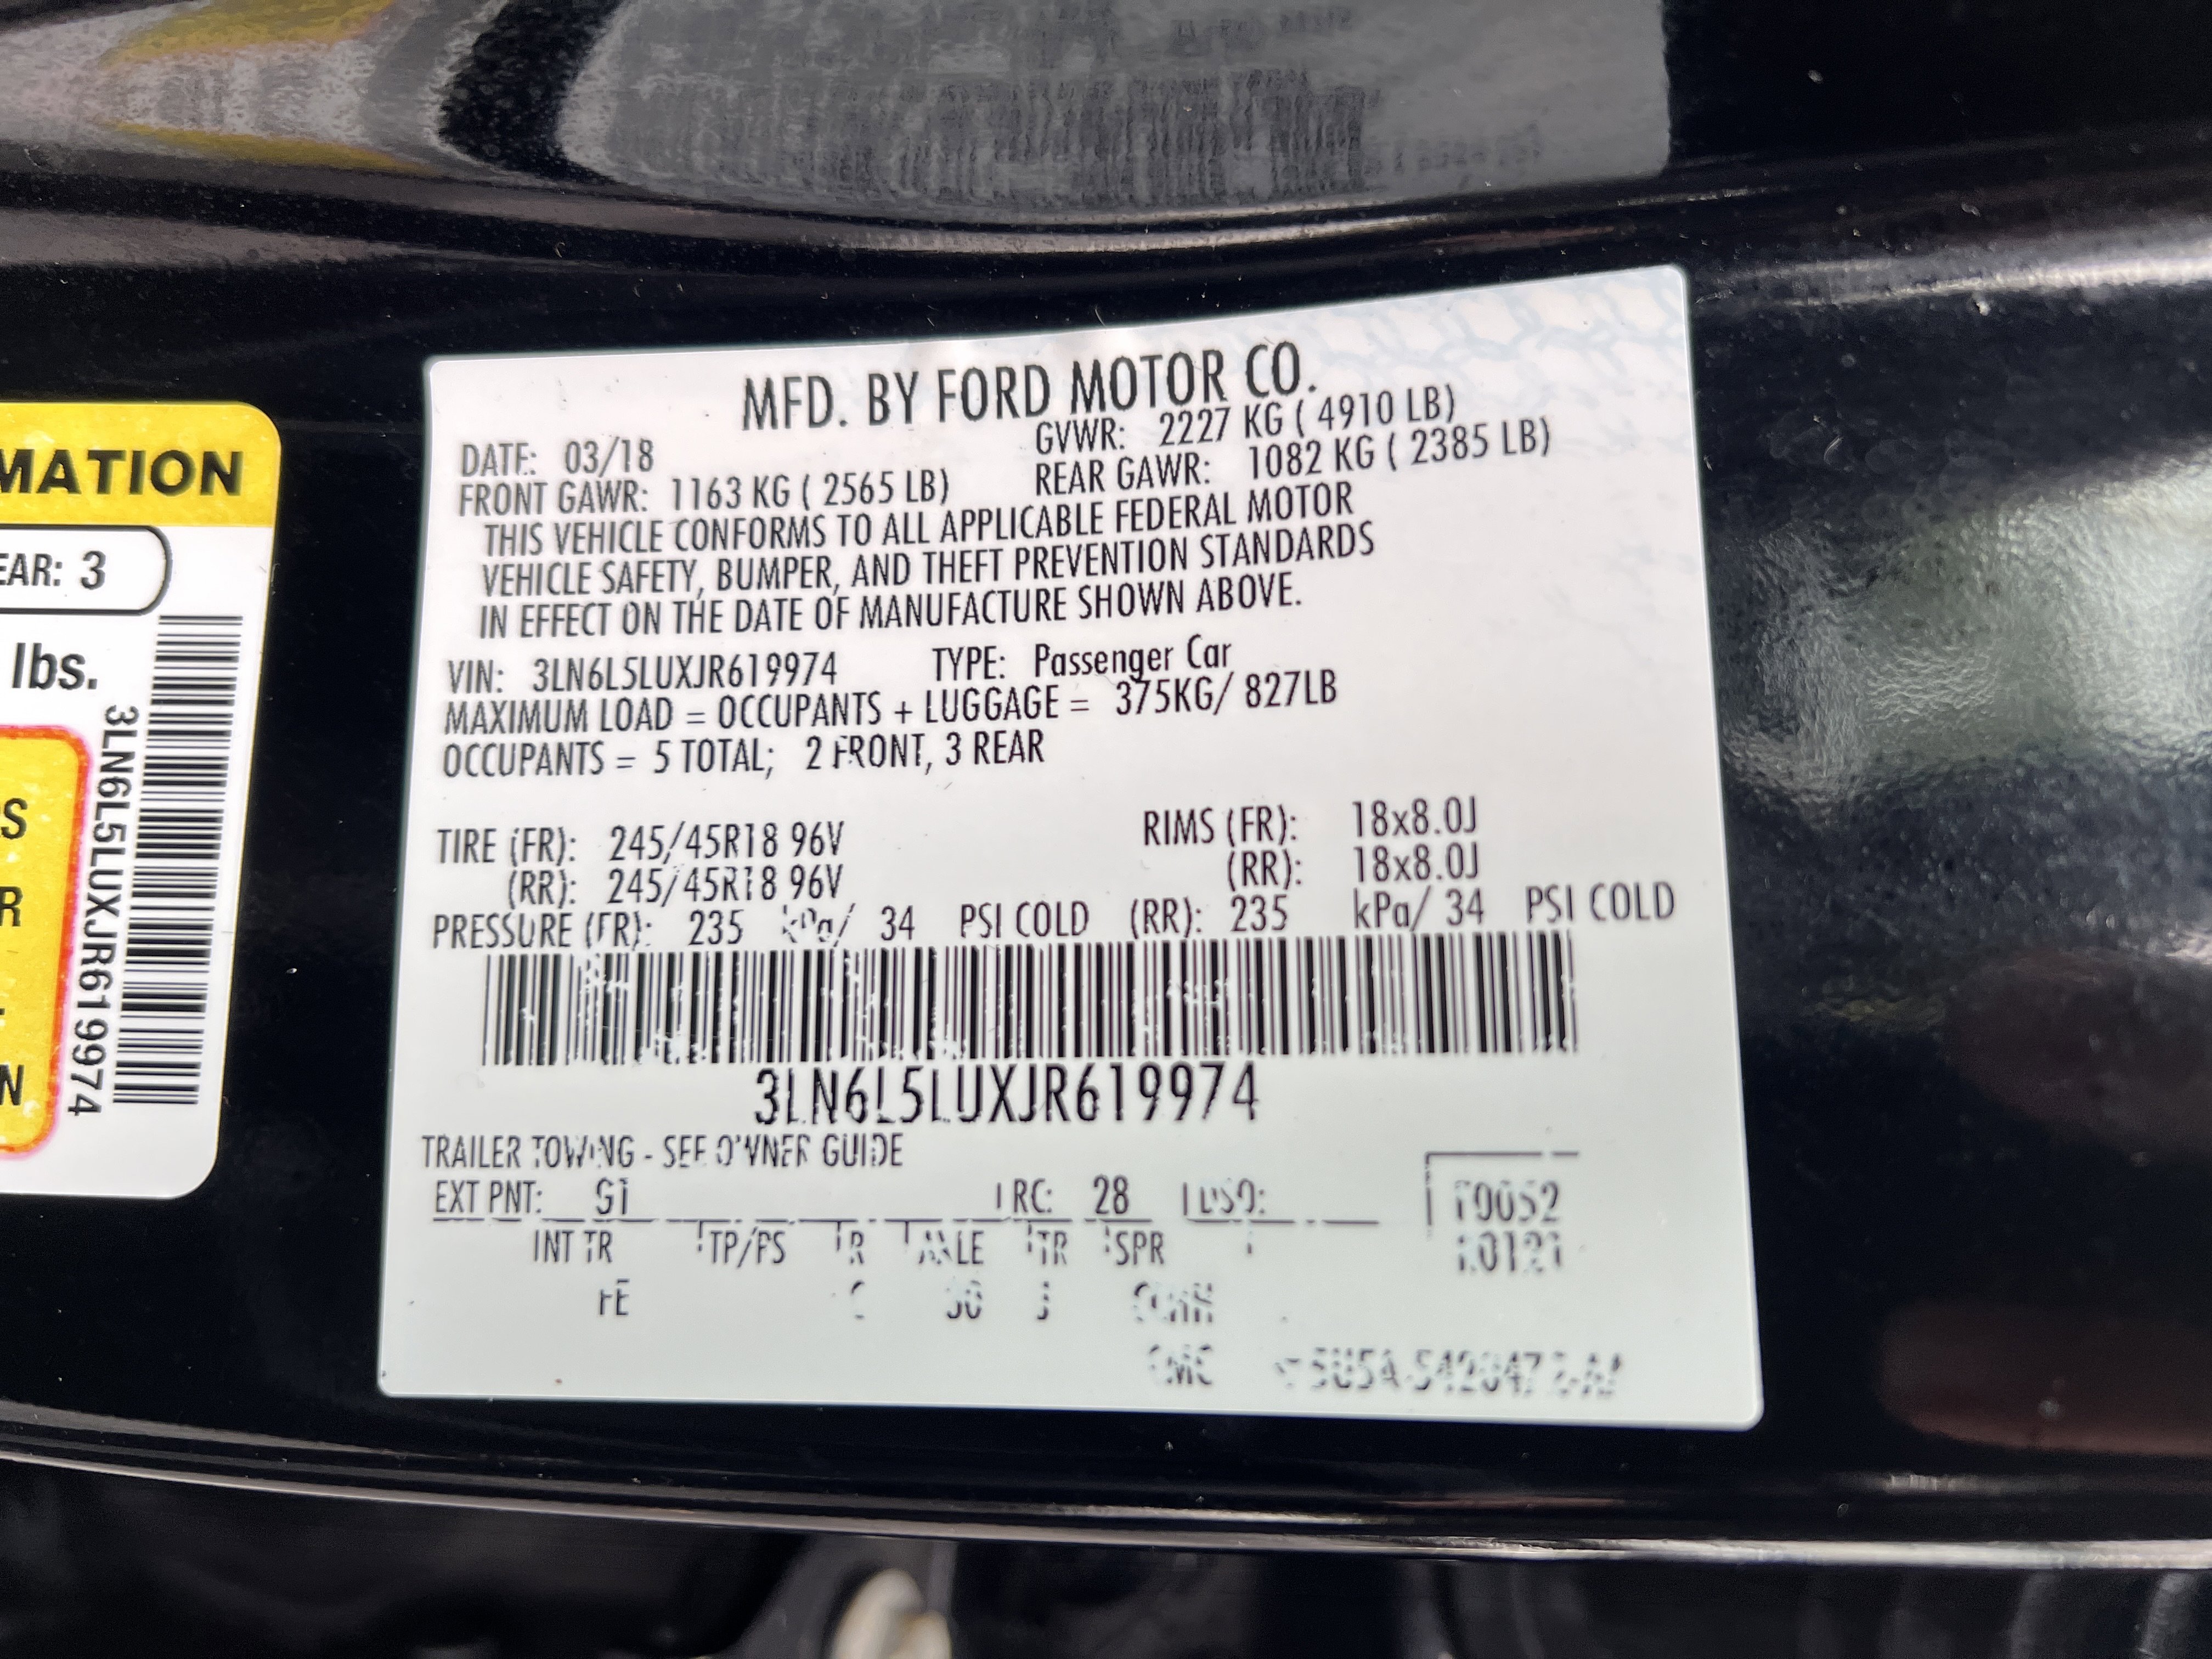 MATION
EAR: 3
lbs.
3LN6L5LUXJR619974
S
R
N
MFD. BY FORD MOTOR CO.
DATE: 03/18 GVWR: 2227 KG ( 4910 LB)
FRONT GAWR: 1163 KG ( 2565 LB) REAR GAWR: 1082 KG ( 2385 LB)
THIS VEHICLE CONFORMS TO ALL APPLICABLE FEDERAL MOTOR
VEHICLE SAFETY, BUMPER, AND THEFT PREVENTION STANDARDS
IN EFFECT ON THE DATE OF MANUFACTURE SHOWN ABOVE.
VIN: 3LN6L5LUXJR619974 TYPE: Passenger Car
MAXIMUM LOAD = OCCUPANTS + LUGGAGE = 375KG/ 827LB
OCCUPANTS = 5 TOTAL; 2 FRONT, 3 REAR
TIRE (FR): 245/45R18 96V RIMS (FR): 18x8.0J
(RR): 245/45R18 96V (RR): 18x8.0J
PRESSURE (FR): 235 kPa/ 34 PSI COLD (RR): 235 kPa/ 34 PSI COLD
3LN6L5LUXJR619974
TRAILER TOWING - SEE OWNER GUIDE
EXT PNT: G1 RC: 28 DSO:
INT TR TP/PS R AXLE TR SPR